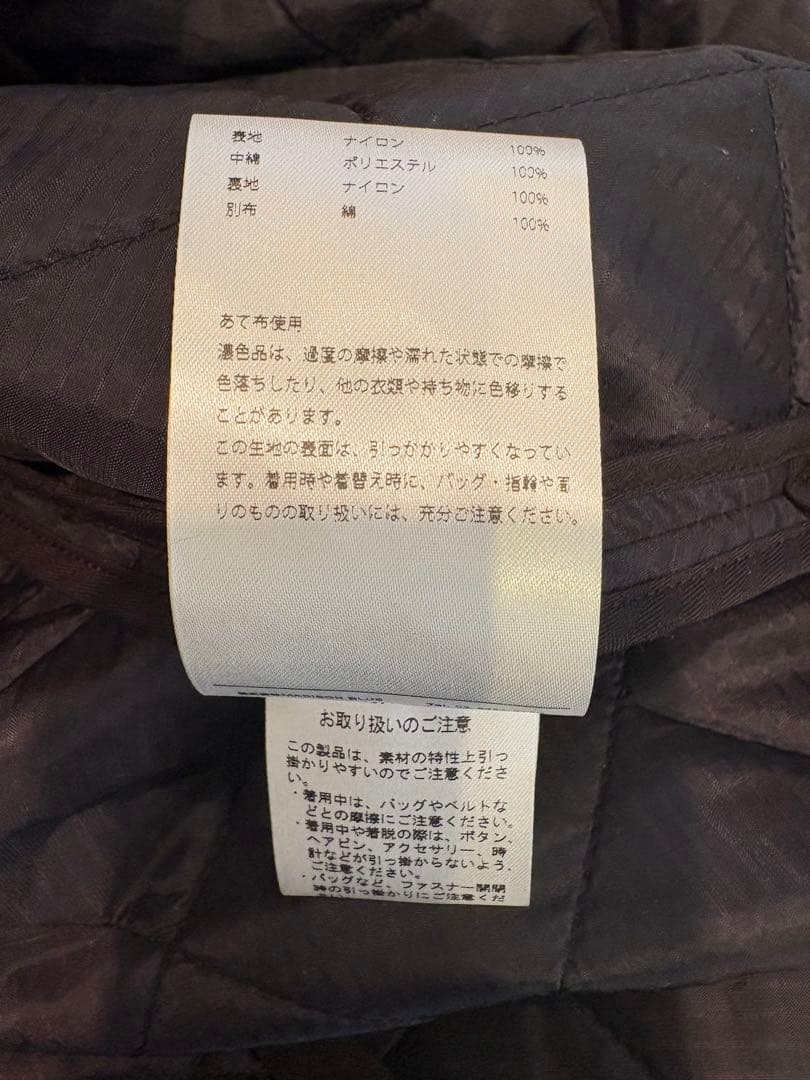 表地 ナイロン 100%
中綿 ポリエステル 100%
裏地 ナイロン 100%
別布 綿 100%
あて布使用
濃色品は、過度の摩擦や濡れた状態での摩擦で
色落ちしたり、他の衣類や持ち物に色移りする
ことがあります。
この生地の表面は、引っかかりやすくなってい
ます。着用時や着替え時に、バッグ・指輪や周
りのものの取り扱いには、充分ご注意ください。
お取り扱いのご注意
この製品は、素材の特性上引っ
掛かりやすいのでご注意くださ
い。
・着用中は、バッグやベルトな
どとの摩擦にご注意ください。
・着用中や着脱の際は、ボタン、
ヘアピン、アクセサリー、時
計などが引っ掛からないよう、
ご注意ください。
・バッグなど、ファスナー開閉
時の引っ掛かりにご注意くだ